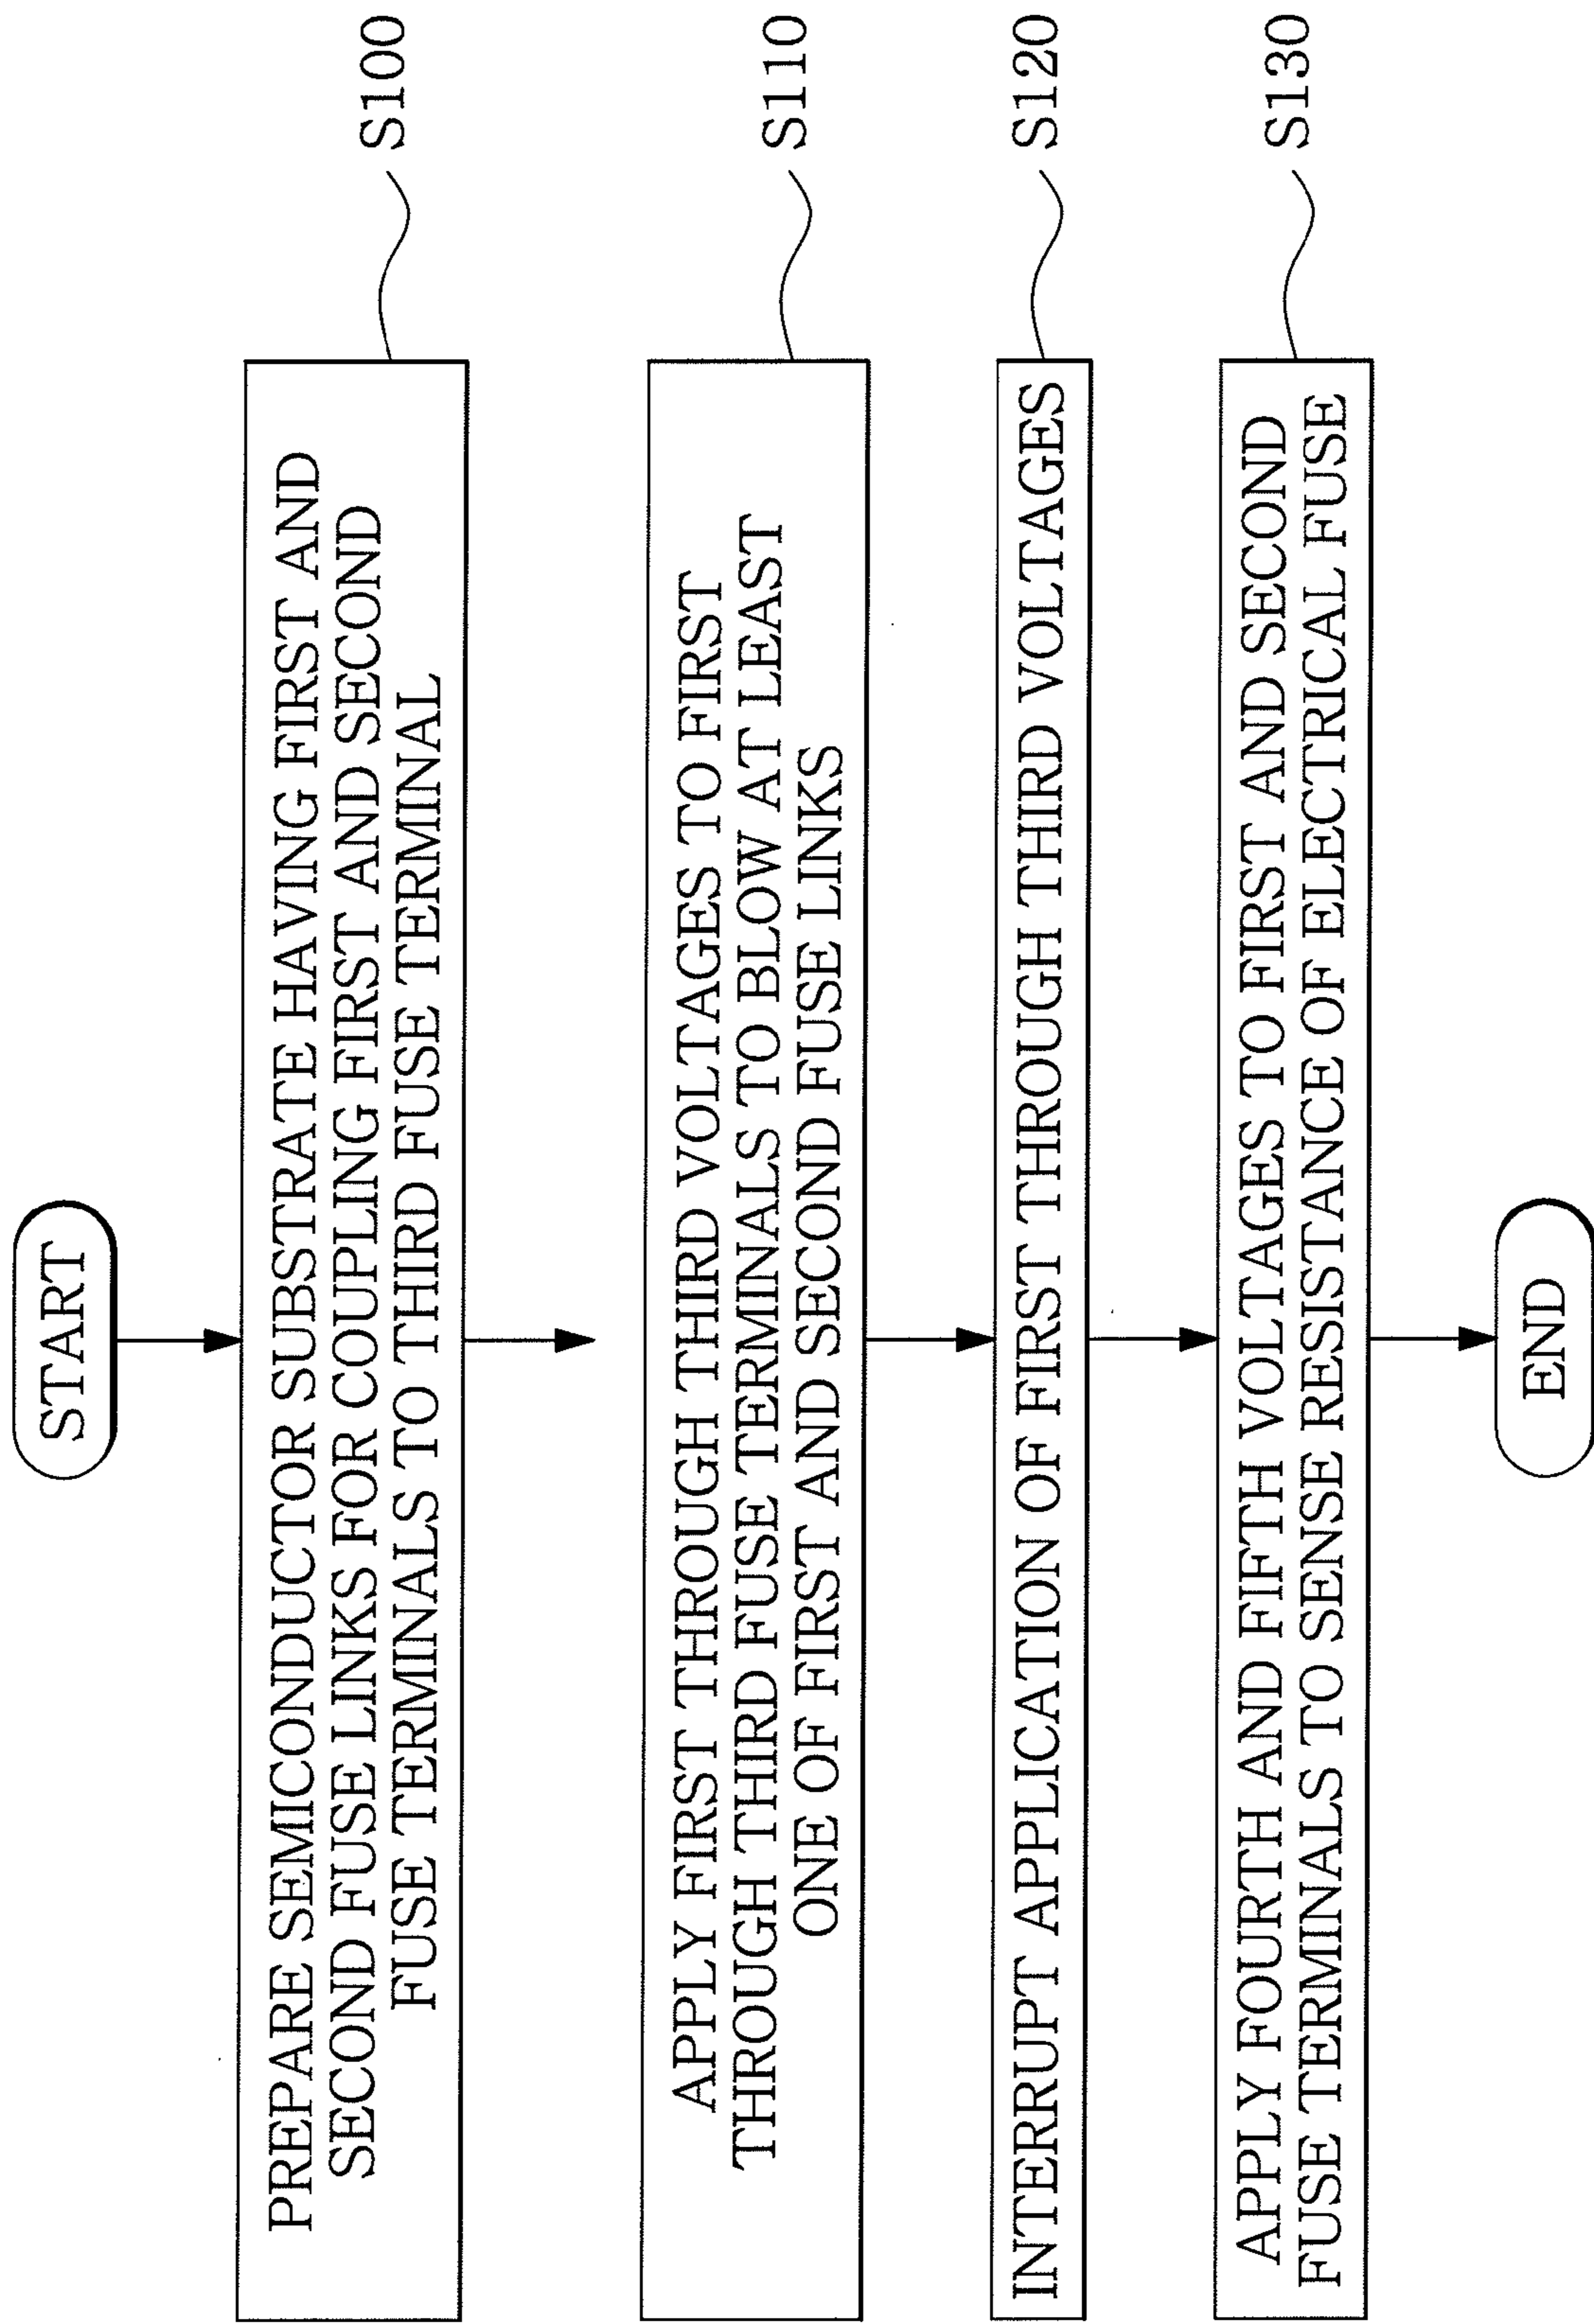 START
PREPARE SEMICONDUCTOR SUBSTRATE HAVING FIRST AND
SECOND FUSE LINKS FOR COUPLING FIRST AND SECOND
FUSE TERMINALS TO THIRD FUSE TERMINAL
S100
APPLY FIRST THROUGH THIRD VOLTAGES TO FIRST
THROUGH THIRD FUSE TERMINALS TO BLOW AT LEAST
ONE OF FIRST AND SECOND FUSE LINKS
S110
INTERRUPT APPLICATION OF FIRST THROUGH THIRD VOLTAGES
S120
APPLY FOURTH AND FIFTH VOLTAGES TO FIRST AND SECOND
FUSE TERMINALS TO SENSE RESISTANCE OF ELECTRICAL FUSE
S130
END